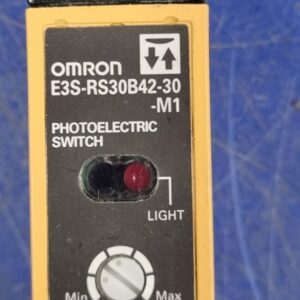 OMRON
E3S-RS30B42-30
-M1
PHOTOELECTRIC
SWITCH
LIGHT
Min Max